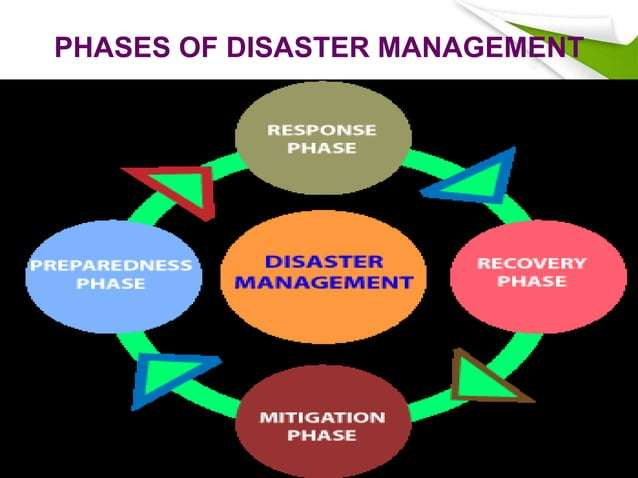 PHASES OF DISASTER MANAGEMENT
RESPONSE
PHASE
PREPAREDNESS
PHASE
DISASTER
MANAGEMENT
RECOVERY
PHASE
MITIGATION
PHASE